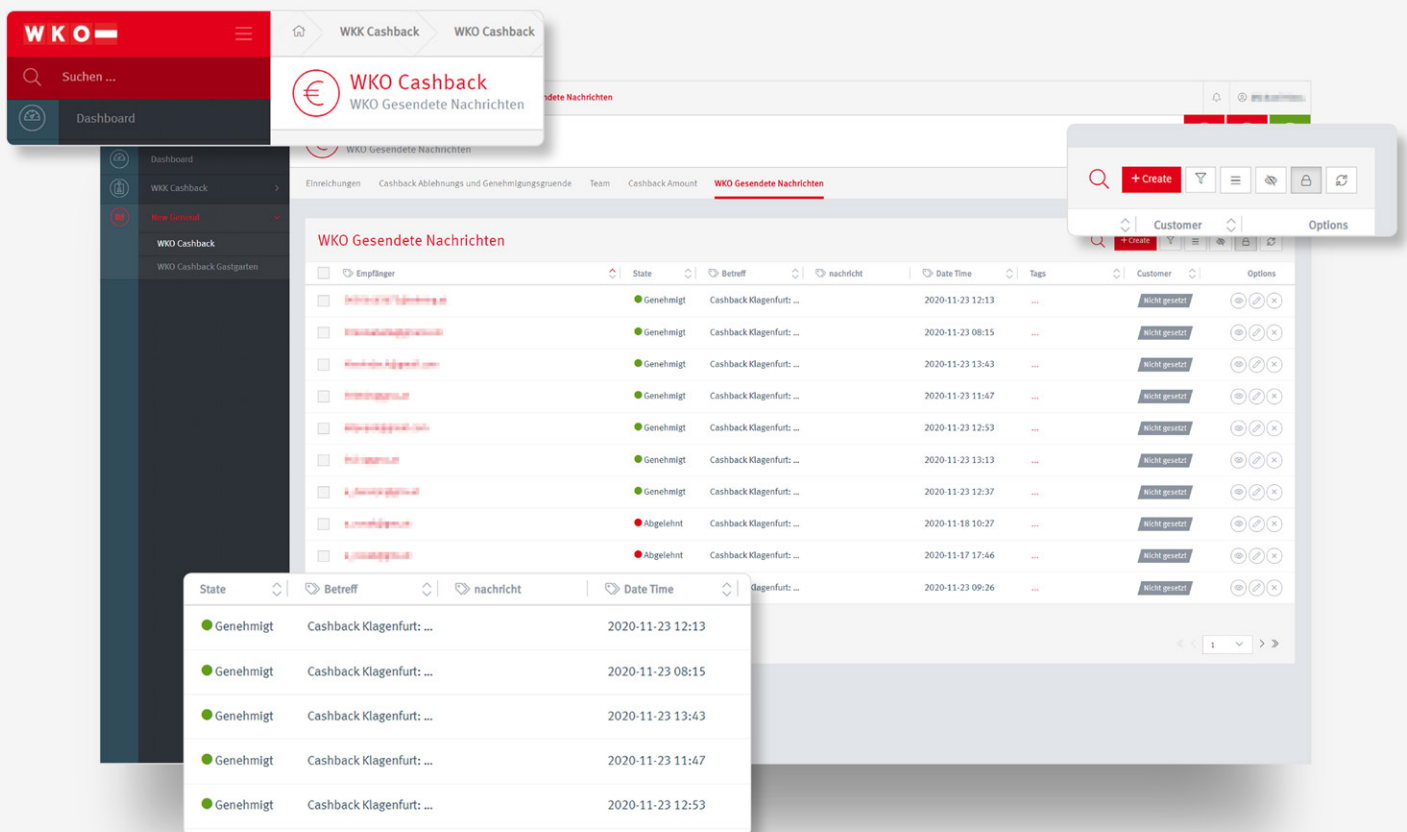 WKO
Suchen ...
Dashboard
WKK Cashback
WKO Cashback
WKO Cashback
WKO Gesendete Nachrichten
dete Nachrichten
WKO Gesendete Nachrichten
Dashboard
WKK Cashback
WKO Cashback
WKO Cashback Gastgarten
Einreichungen Cashback Ablehnungs und Genehmigungsgruende Team Cashback Amount WKO Gesendete Nachrichten
+ Create
Customer Options
WKO Gesendete Nachrichten
+ Create
Empfänger State Betreff nachricht Date Time Tags Customer Options
Genehmigt Cashback Klagenfurt: ... 2020-11-23 12:13 ... Nicht gesetzt
Genehmigt Cashback Klagenfurt: ... 2020-11-23 08:15 ... Nicht gesetzt
Genehmigt Cashback Klagenfurt: ... 2020-11-23 13:43 ... Nicht gesetzt
Genehmigt Cashback Klagenfurt: ... 2020-11-23 11:47 ... Nicht gesetzt
Genehmigt Cashback Klagenfurt: ... 2020-11-23 12:53 ... Nicht gesetzt
Genehmigt Cashback Klagenfurt: ... 2020-11-23 13:13 ... Nicht gesetzt
Genehmigt Cashback Klagenfurt: ... 2020-11-23 12:37 ... Nicht gesetzt
Abgelehnt Cashback Klagenfurt: ... 2020-11-18 10:27 ... Nicht gesetzt
Abgelehnt Cashback Klagenfurt: ... 2020-11-17 17:46 ... Nicht gesetzt
lagenfurt: ... 2020-11-23 09:26 ... Nicht gesetzt
1
State Betreff nachricht Date Time
Genehmigt Cashback Klagenfurt: ... 2020-11-23 12:13
Genehmigt Cashback Klagenfurt: ... 2020-11-23 08:15
Genehmigt Cashback Klagenfurt: ... 2020-11-23 13:43
Genehmigt Cashback Klagenfurt: ... 2020-11-23 11:47
Genehmigt Cashback Klagenfurt: ... 2020-11-23 12:53